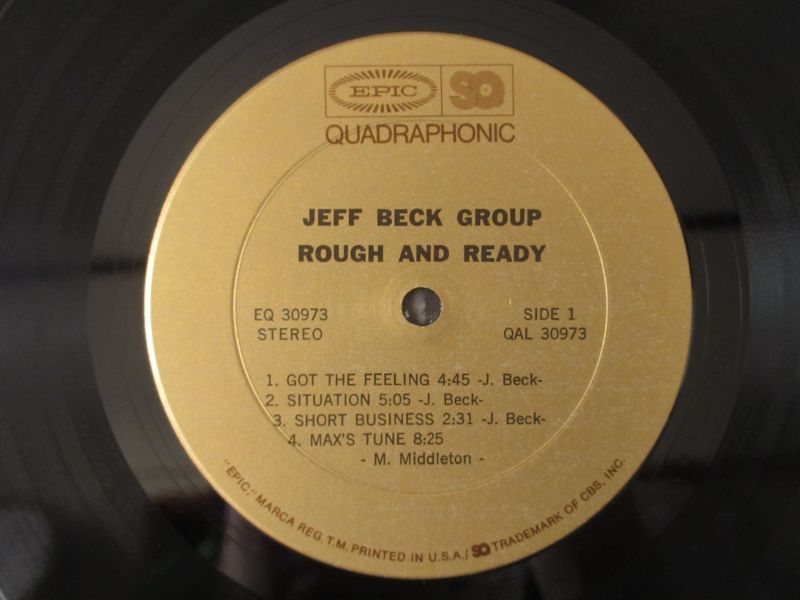 EPIC SQ
QUADRAPHONIC
JEFF BECK GROUP
ROUGH AND READY
EQ 30973
STEREO
SIDE 1
QAL 30973
1. GOT THE FEELING 4:45 -J. Beck-
2. SITUATION 5:05 -J. Beck-
3. SHORT BUSINESS 2:31 -J. Beck-
4. MAX'S TUNE 8:25
- M. Middleton -
"EPIC," MARCA REG. T.M. PRINTED IN U.S.A./ SQ TRADEMARK OF CBS, INC.